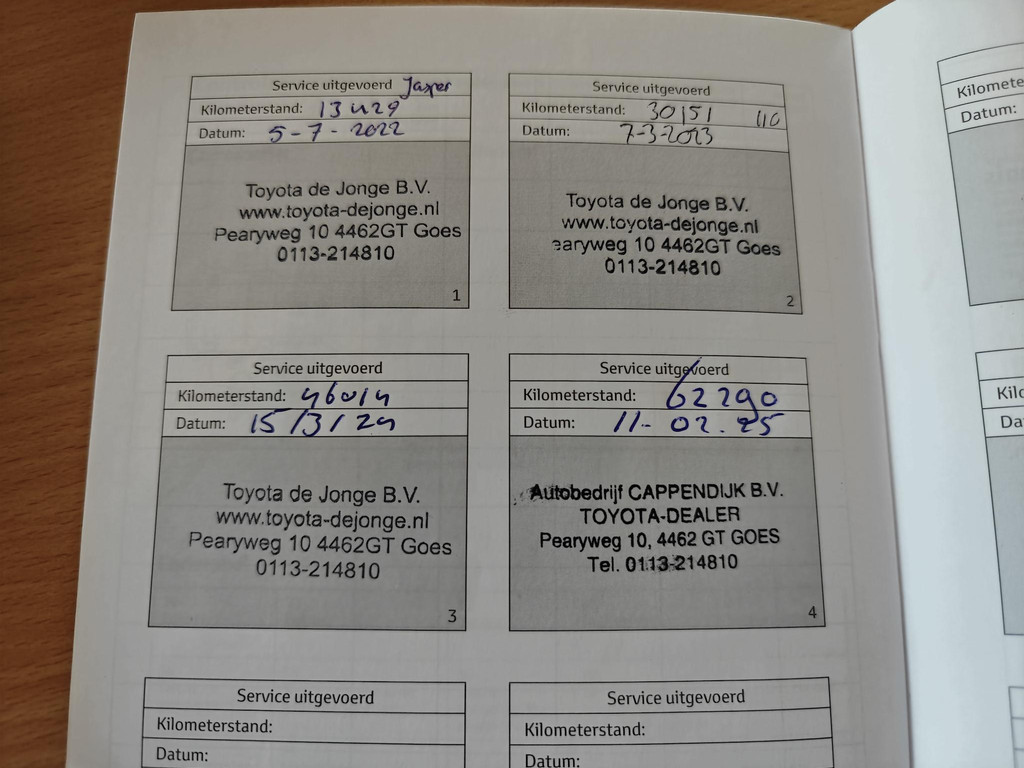 Service uitgevoerd Jasper
Kilometerstand: 13429
Datum: 5-7-2022
Toyota de Jonge B.V.
www.toyota-dejonge.nl
Pearyweg 10 4462GT Goes
0113-214810
1
Service uitgevoerd
Kilometerstand: 30151
Datum: 7-3-2023
Toyota de Jonge B.V.
www.toyota-dejonge.nl
earyweg 10 4462GT Goes
0113-214810
2
Service uitgevoerd
Kilometerstand: 46014
Datum: 15/3/24
Toyota de Jonge B.V.
www.toyota-dejonge.nl
Pearyweg 10 4462GT Goes
0113-214810
3
Service uitgevoerd
Kilometerstand: 62290
Datum: 11-02.25
Autobedrijf CAPPENDIJK B.V.
TOYOTA-DEALER
Pearyweg 10, 4462 GT GOES
Tel. 0113-214810
4
Service uitgevoerd
Kilometerstand:
Datum:
Service uitgevoerd
Kilometerstand:
Datum:
Kilomete
Datum:
Kilo
Da